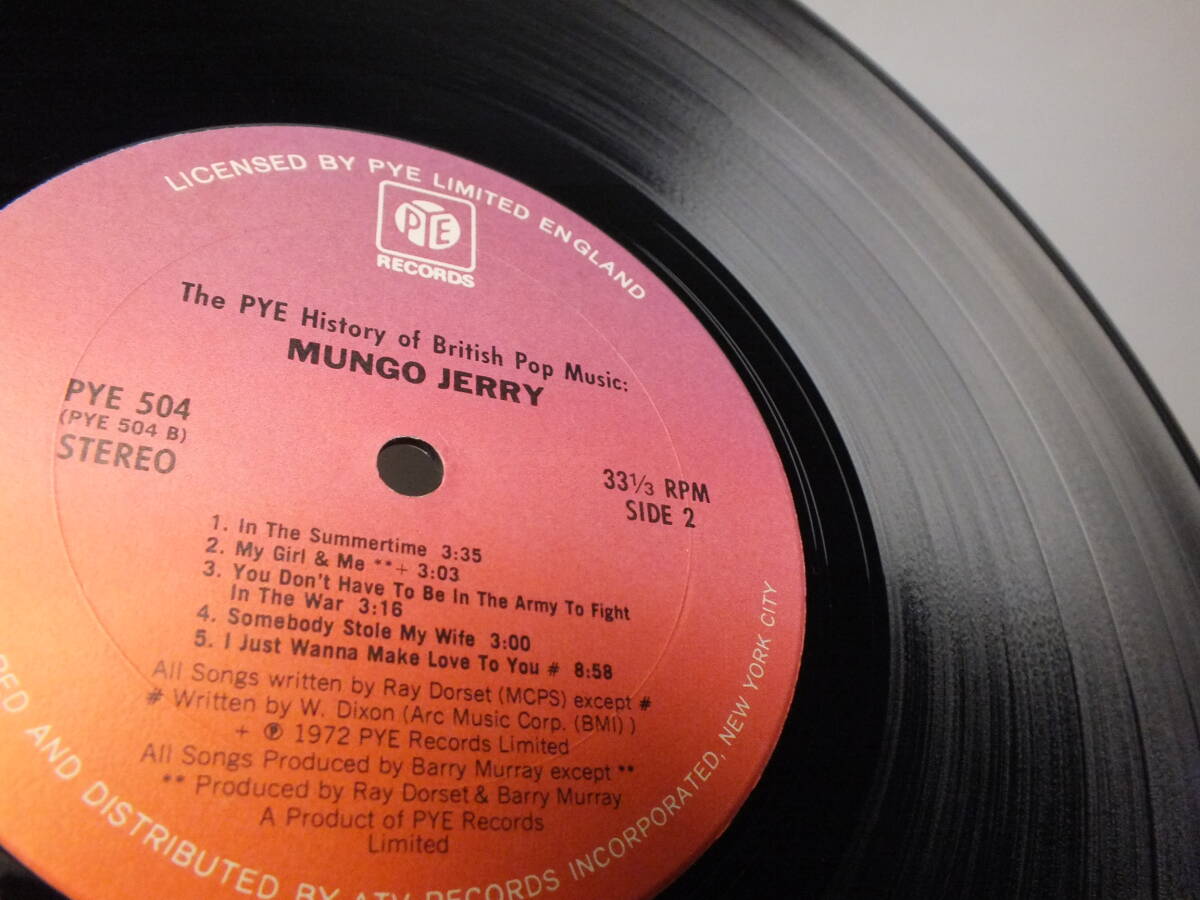 LICENSED BY PYE LIMITED ENGLAND
PYE
RECORDS
The PYE History of British Pop Music:
MUNGO JERRY
PYE 504
(PYE 504 B)
STEREO
33 1/3 RPM
SIDE 2
1. In The Summertime 3:35
2. My Girl & Me **+ 3:03
3. You Don't Have To Be In The Army To Fight
In The War 3:16
4. Somebody Stole My Wife 3:00
5. I Just Wanna Make Love To You # 8:58
All Songs written by Ray Dorset (MCPS) except #
# Written by W. Dixon (Arc Music Corp. (BMI) )
+ ℗ 1972 PYE Records Limited
All Songs Produced by Barry Murray except **
** Produced by Ray Dorset & Barry Murray
A Product of PYE Records
Limited
AND DISTRIBUTED BY ATV RECORDS INCORPORATED, NEW YORK CITY